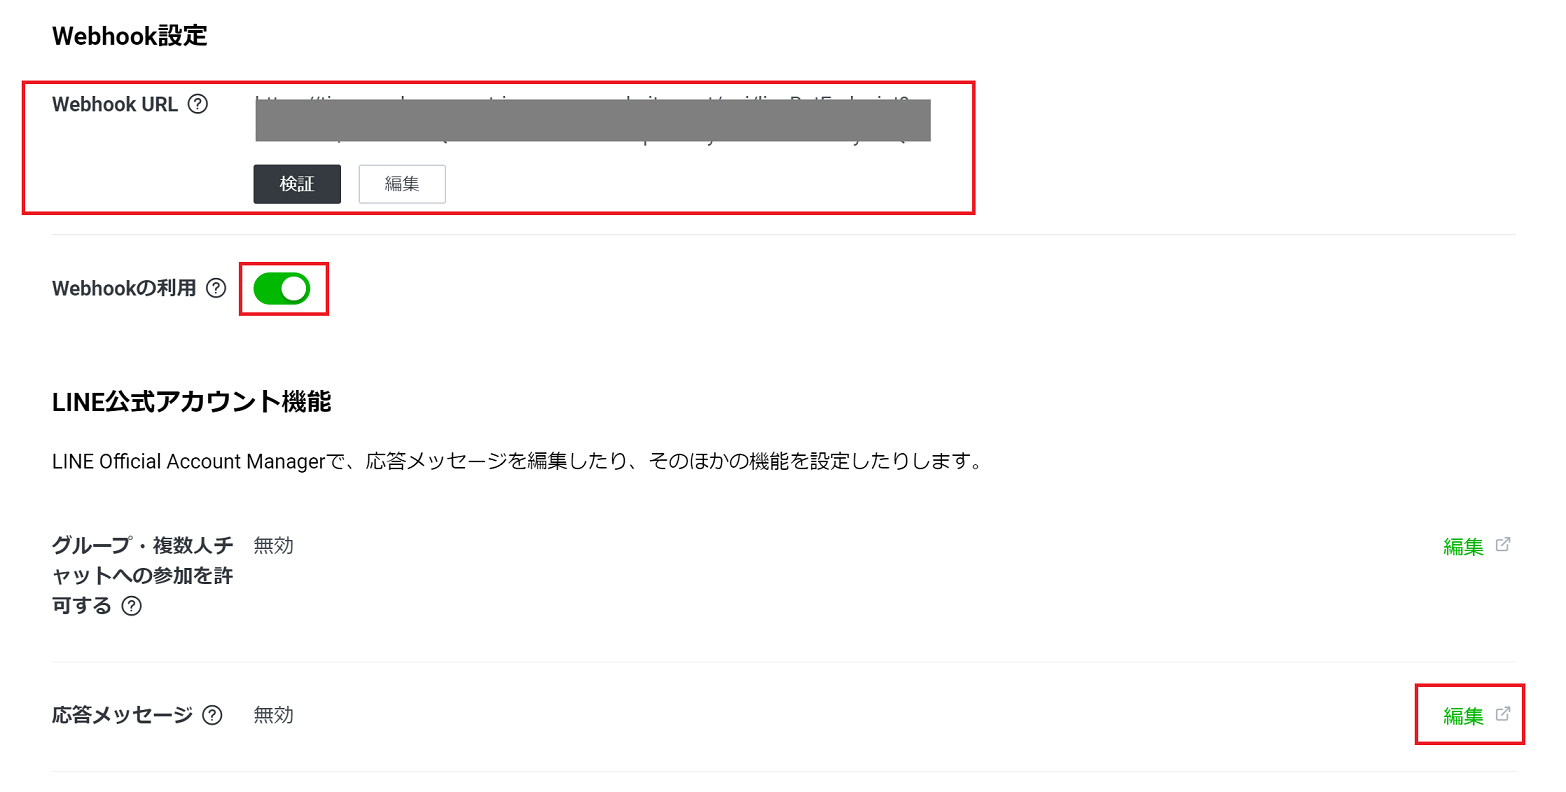 Webhook設定
Webhook URL ?
検証 編集
Webhookの利用 ?
LINE公式アカウント機能
LINE Official Account Managerで、応答メッセージを編集したり、そのほかの機能を設定したりします。
グループ・複数人チ 無効 編集
ャットへの参加を許
可する ?
応答メッセージ ? 無効 編集